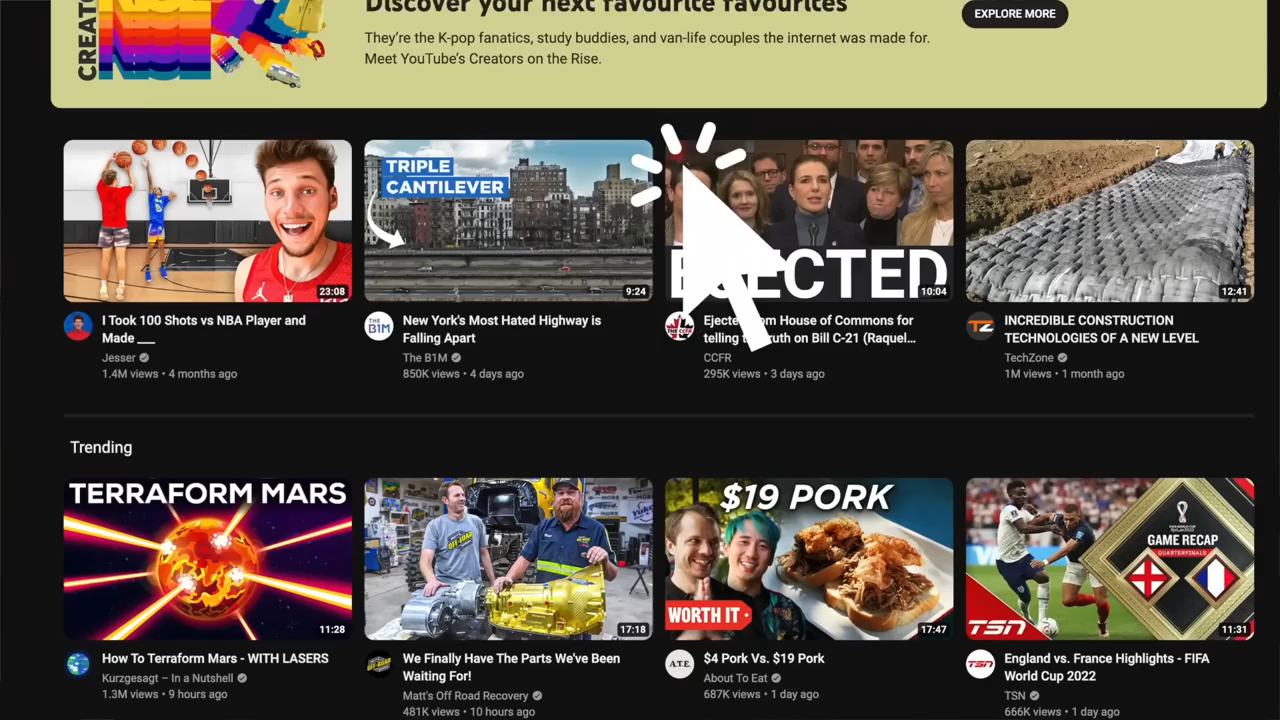 CREATO
RISE
Discover your next favourite favourites
They're the K-pop fanatics, study buddies, and van-life couples the internet was made for.
Meet YouTube's Creators on the Rise.
EXPLORE MORE
23:08
I Took 100 Shots vs NBA Player and
Made ___
Jesser
1.4M views • 4 months ago
TRIPLE
CANTILEVER
9:24
THE
B1M
New York's Most Hated Highway is
Falling Apart
The B1M
850K views • 4 days ago
EJECTED
10:04
THE CCFR
House of Commons for
on Bill C-21 (Raquel...
CCFR
295K views • 3 days ago
12:41
TZ
INCREDIBLE CONSTRUCTION
TECHNOLOGIES OF A NEW LEVEL
TechZone
1M views • 1 month ago
Trending
TERRAFORM MARS
11:28
How To Terraform Mars - WITH LASERS
Kurzgesagt – In a Nutshell
1.3M views • 9 hours ago
17:18
We Finally Have The Parts We've Been
Waiting For!
Matt's Off Road Recovery
481K views • 10 hours ago
$19 PORK
WORTH IT
17:47
A.T.E.
$4 Pork Vs. $19 Pork
About To Eat
687K views • 1 day ago
GAME RECAP
QUARTERFINALS
TSN
11:31
TSN
England vs. France Highlights - FIFA
World Cup 2022
TSN
666K views • 1 day ago